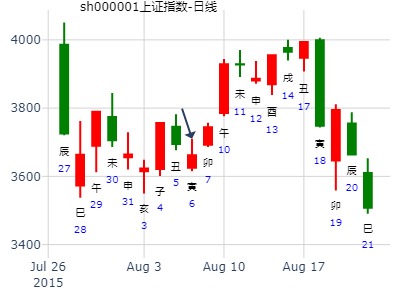 sh000001上证指数-日线
4000
3800
3600
3400
辰
27
巳
28
午
29
未
30
申
31
亥
3
子
4
丑
5
寅
6
卯
7
午
10
未
11
申
12
酉
13
戌
14
丑
17
寅
18
卯
19
辰
20
巳
21
Jul 26
2015
Aug 3
Aug 10
Aug 17